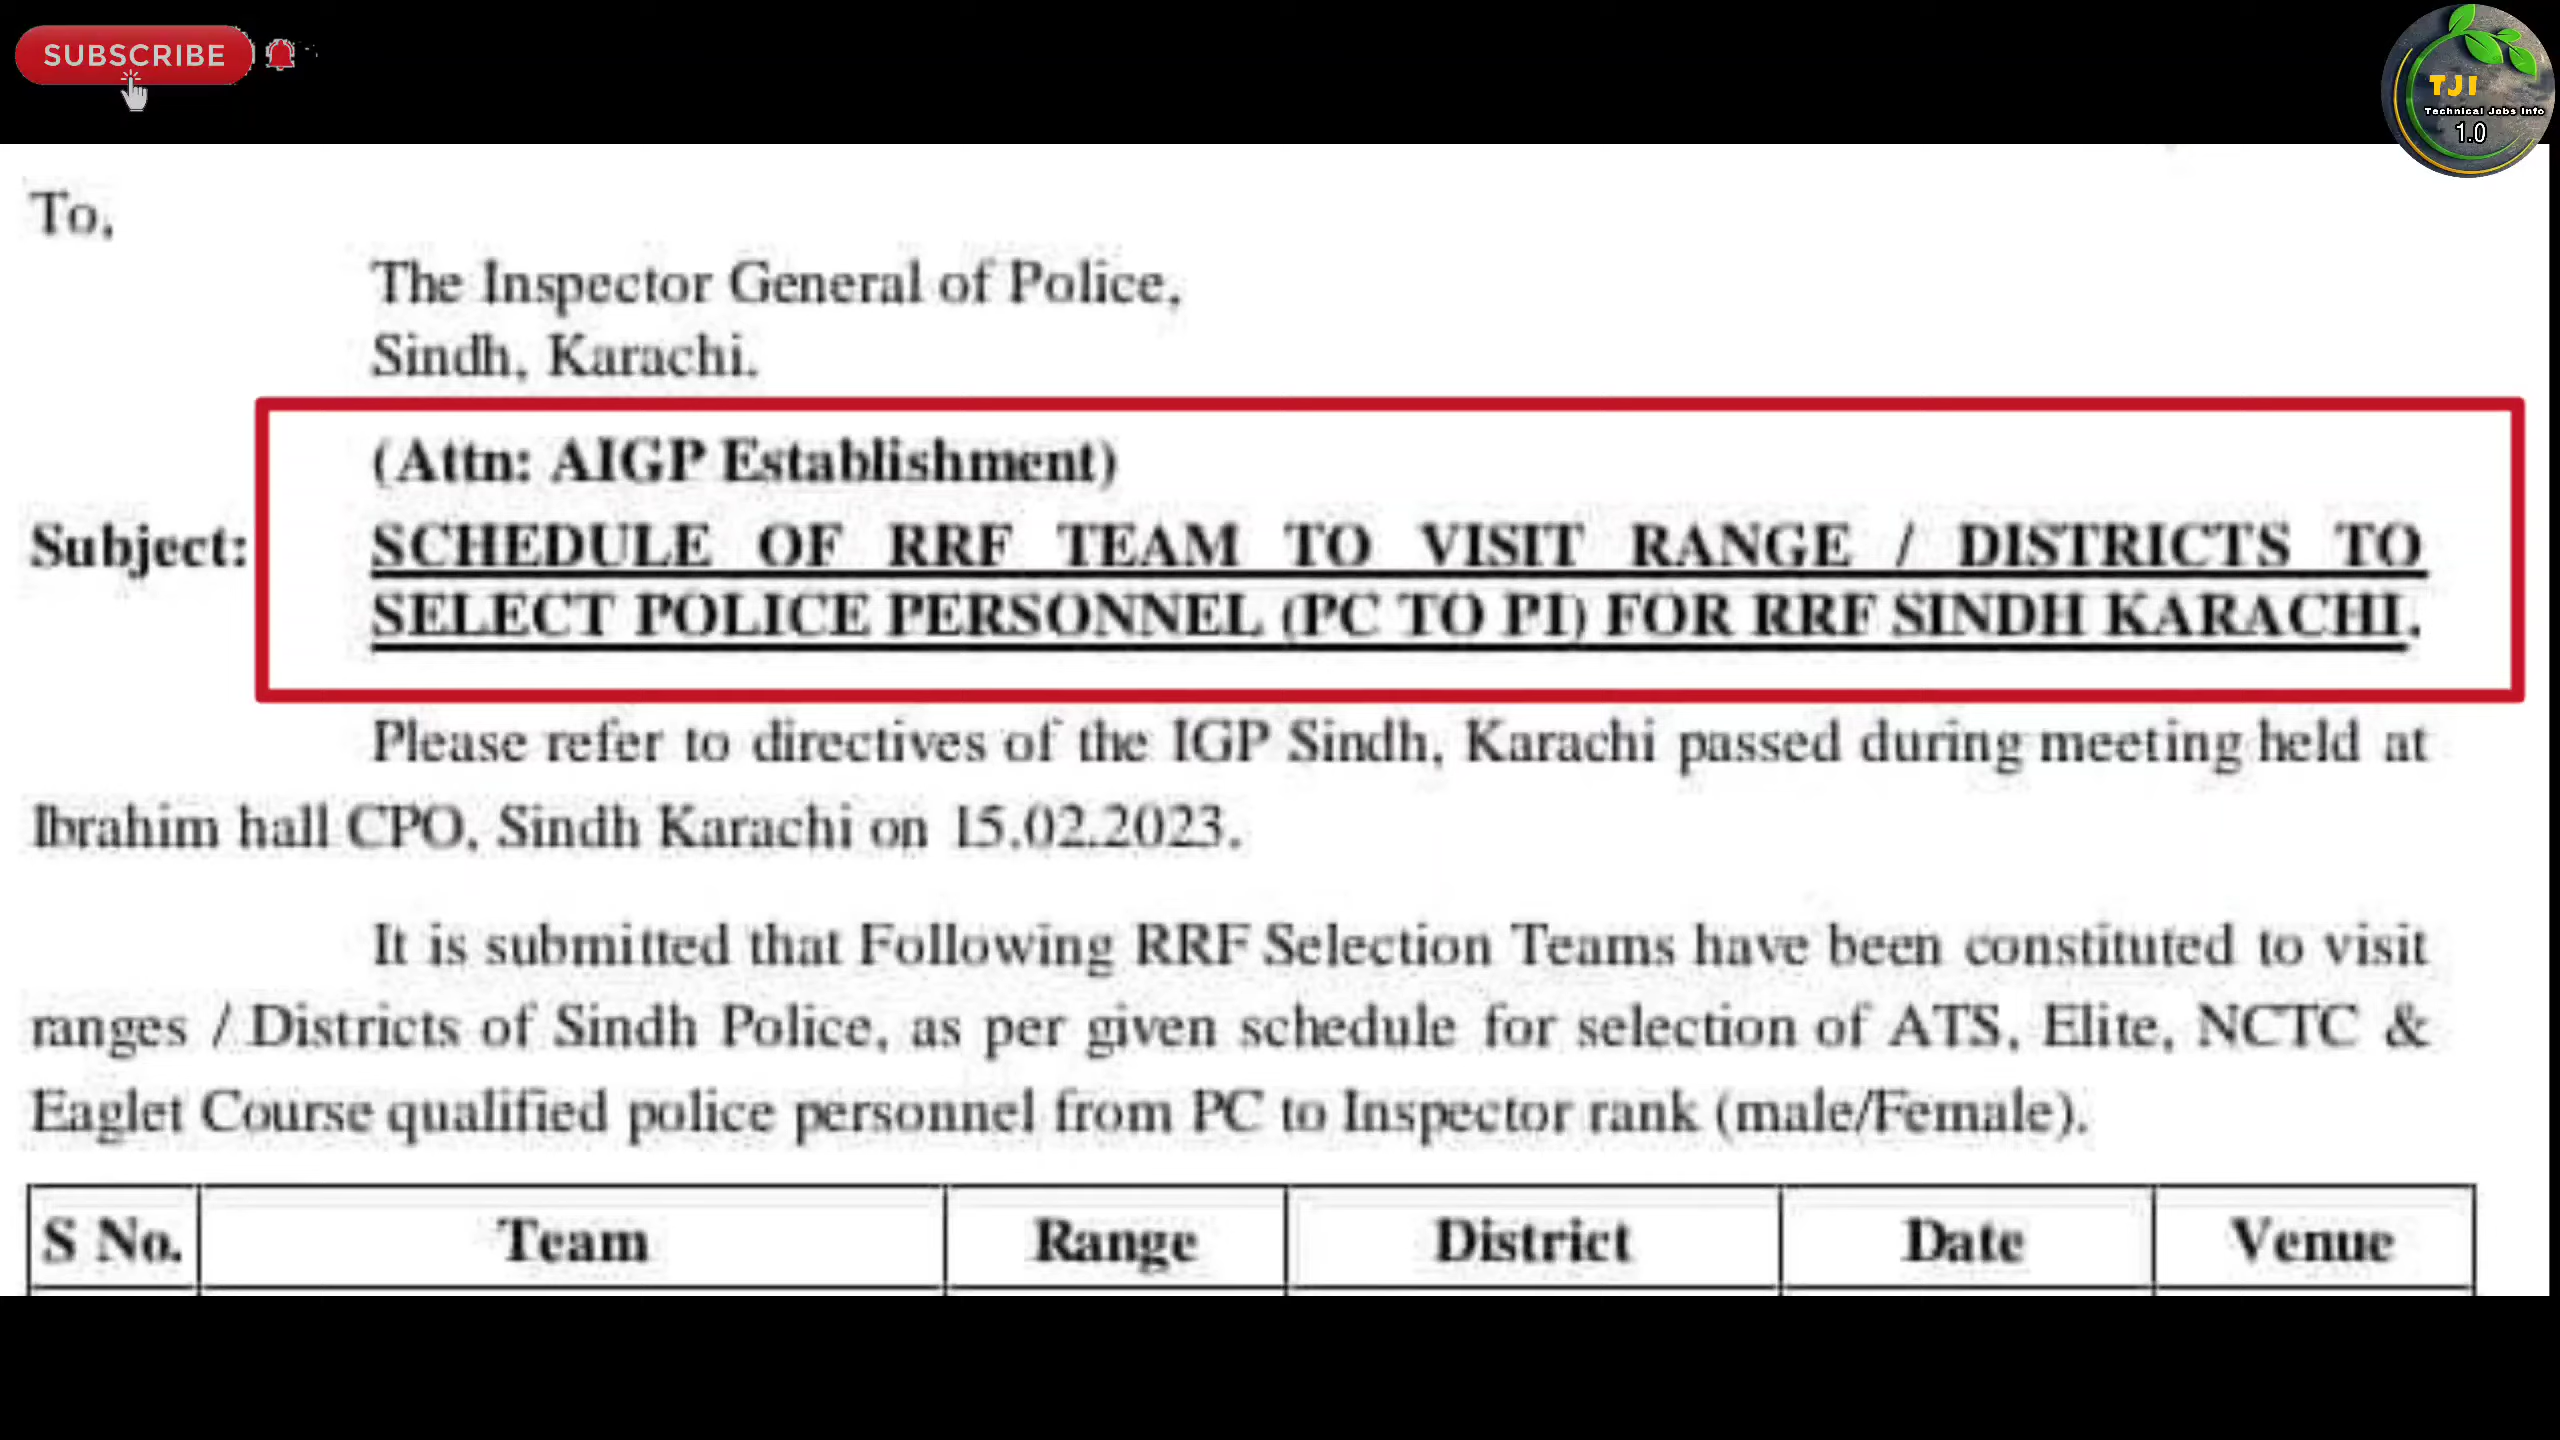 SUBSCRIBE
TJI
Technical Jobs Info
1.0
To,
The Inspector General of Police,
Sindh, Karachi.
(Attn: AIGP Establishment)
Subject: SCHEDULE OF RRF TEAM TO VISIT RANGE / DISTRICTS TO
SELECT POLICE PERSONNEL (PC TO PI) FOR RRF SINDH KARACHI.
Please refer to directives of the IGP Sindh, Karachi passed during meeting held at
Ibrahim hall CPO, Sindh Karachi on 15.02.2023.
It is submitted that Following RRF Selection Teams have been constituted to visit
ranges / Districts of Sindh Police, as per given schedule for selection of ATS, Elite, NCTC &
Eaglet Course qualified police personnel from PC to Inspector rank (male/Female).
S No. Team Range District Date Venue